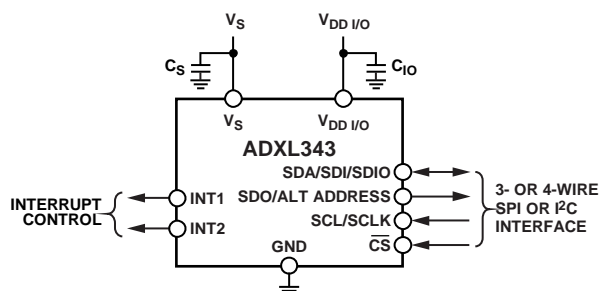 VS
VDD I/O
CS
CIO
VS
VDD I/O
ADXL343
SDA/SDI/SDIO
SDO/ALT ADDRESS
SCL/SCLK
CS
INT1
INT2
GND
INTERRUPT
CONTROL
3- OR 4-WIRE
SPI OR I2C
INTERFACE